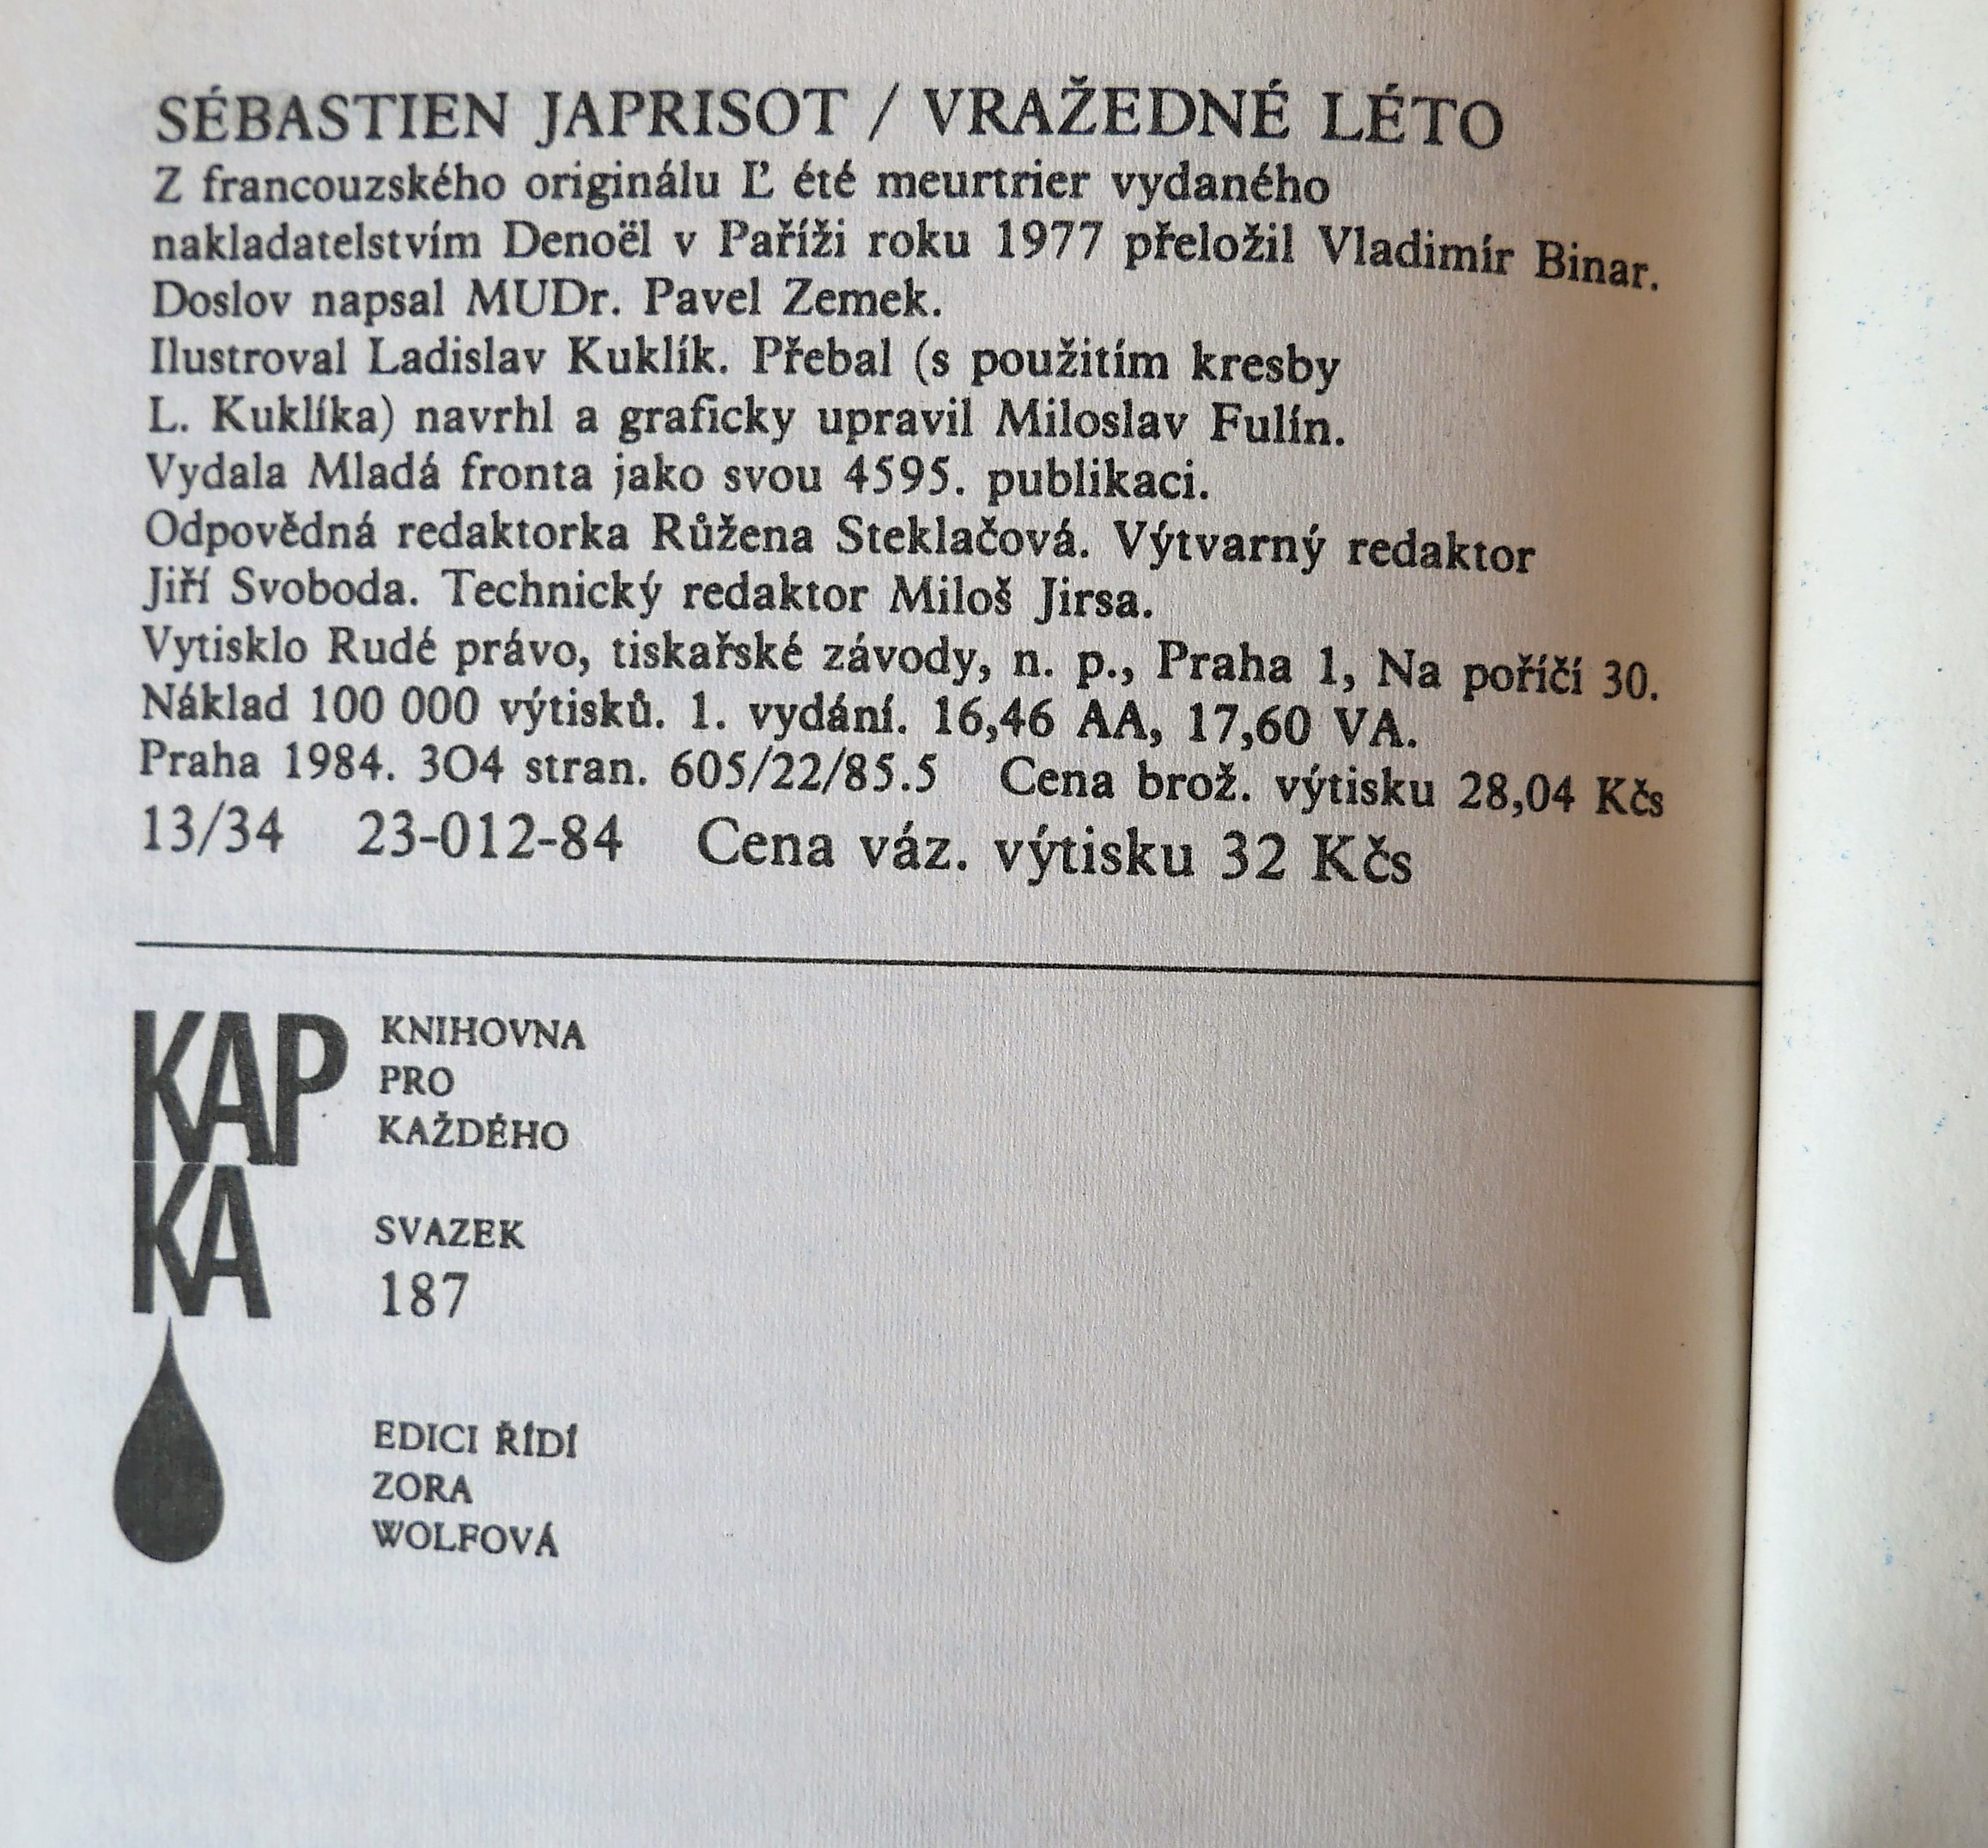 SÉBASTIEN JAPRISOT / VRAŽEDNÉ LÉTO
Z francouzského originálu Ľ été meurtrier vydaného
nakladatelstvím Denoël v Paříži roku 1977 přeložil Vladimír Binar.
Doslov napsal MUDr. Pavel Zemek.
Ilustroval Ladislav Kuklík. Přebal (s použitím kresby
L. Kuklíka) navrhl a graficky upravil Miloslav Fulín.
Vydala Mladá fronta jako svou 4595. publikaci.
Odpovědná redaktorka Růžena Steklačová. Výtvarný redaktor
Jiří Svoboda. Technický redaktor Miloš Jirsa.
Vytisklo Rudé právo, tiskařské závody, n. p., Praha 1, Na poříčí 30.
Náklad 100 000 výtisků. 1. vydání. 16,46 AA, 17,60 VA.
Praha 1984. 3O4 stran. 605/22/85.5 Cena brož. výtisku 28,04 Kčs
13/34 23-012-84 Cena váz. výtisku 32 Kčs
KAP
KA
KNIHOVNA
PRO
KAŽDÉHO
SVAZEK
187
EDICI ŘÍDÍ
ZORA
WOLFOVÁ